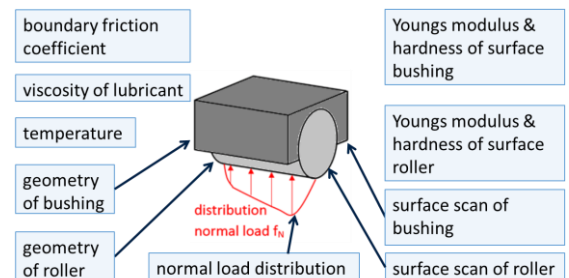 boundary friction
coefficient
viscosity of lubricant
temperature
geometry
of bushing
geometry
of roller
distribution
normal load fN
normal load distribution
Youngs modulus &
hardness of surface
bushing
Youngs modulus &
hardness of surface
roller
surface scan of
bushing
surface scan of roller